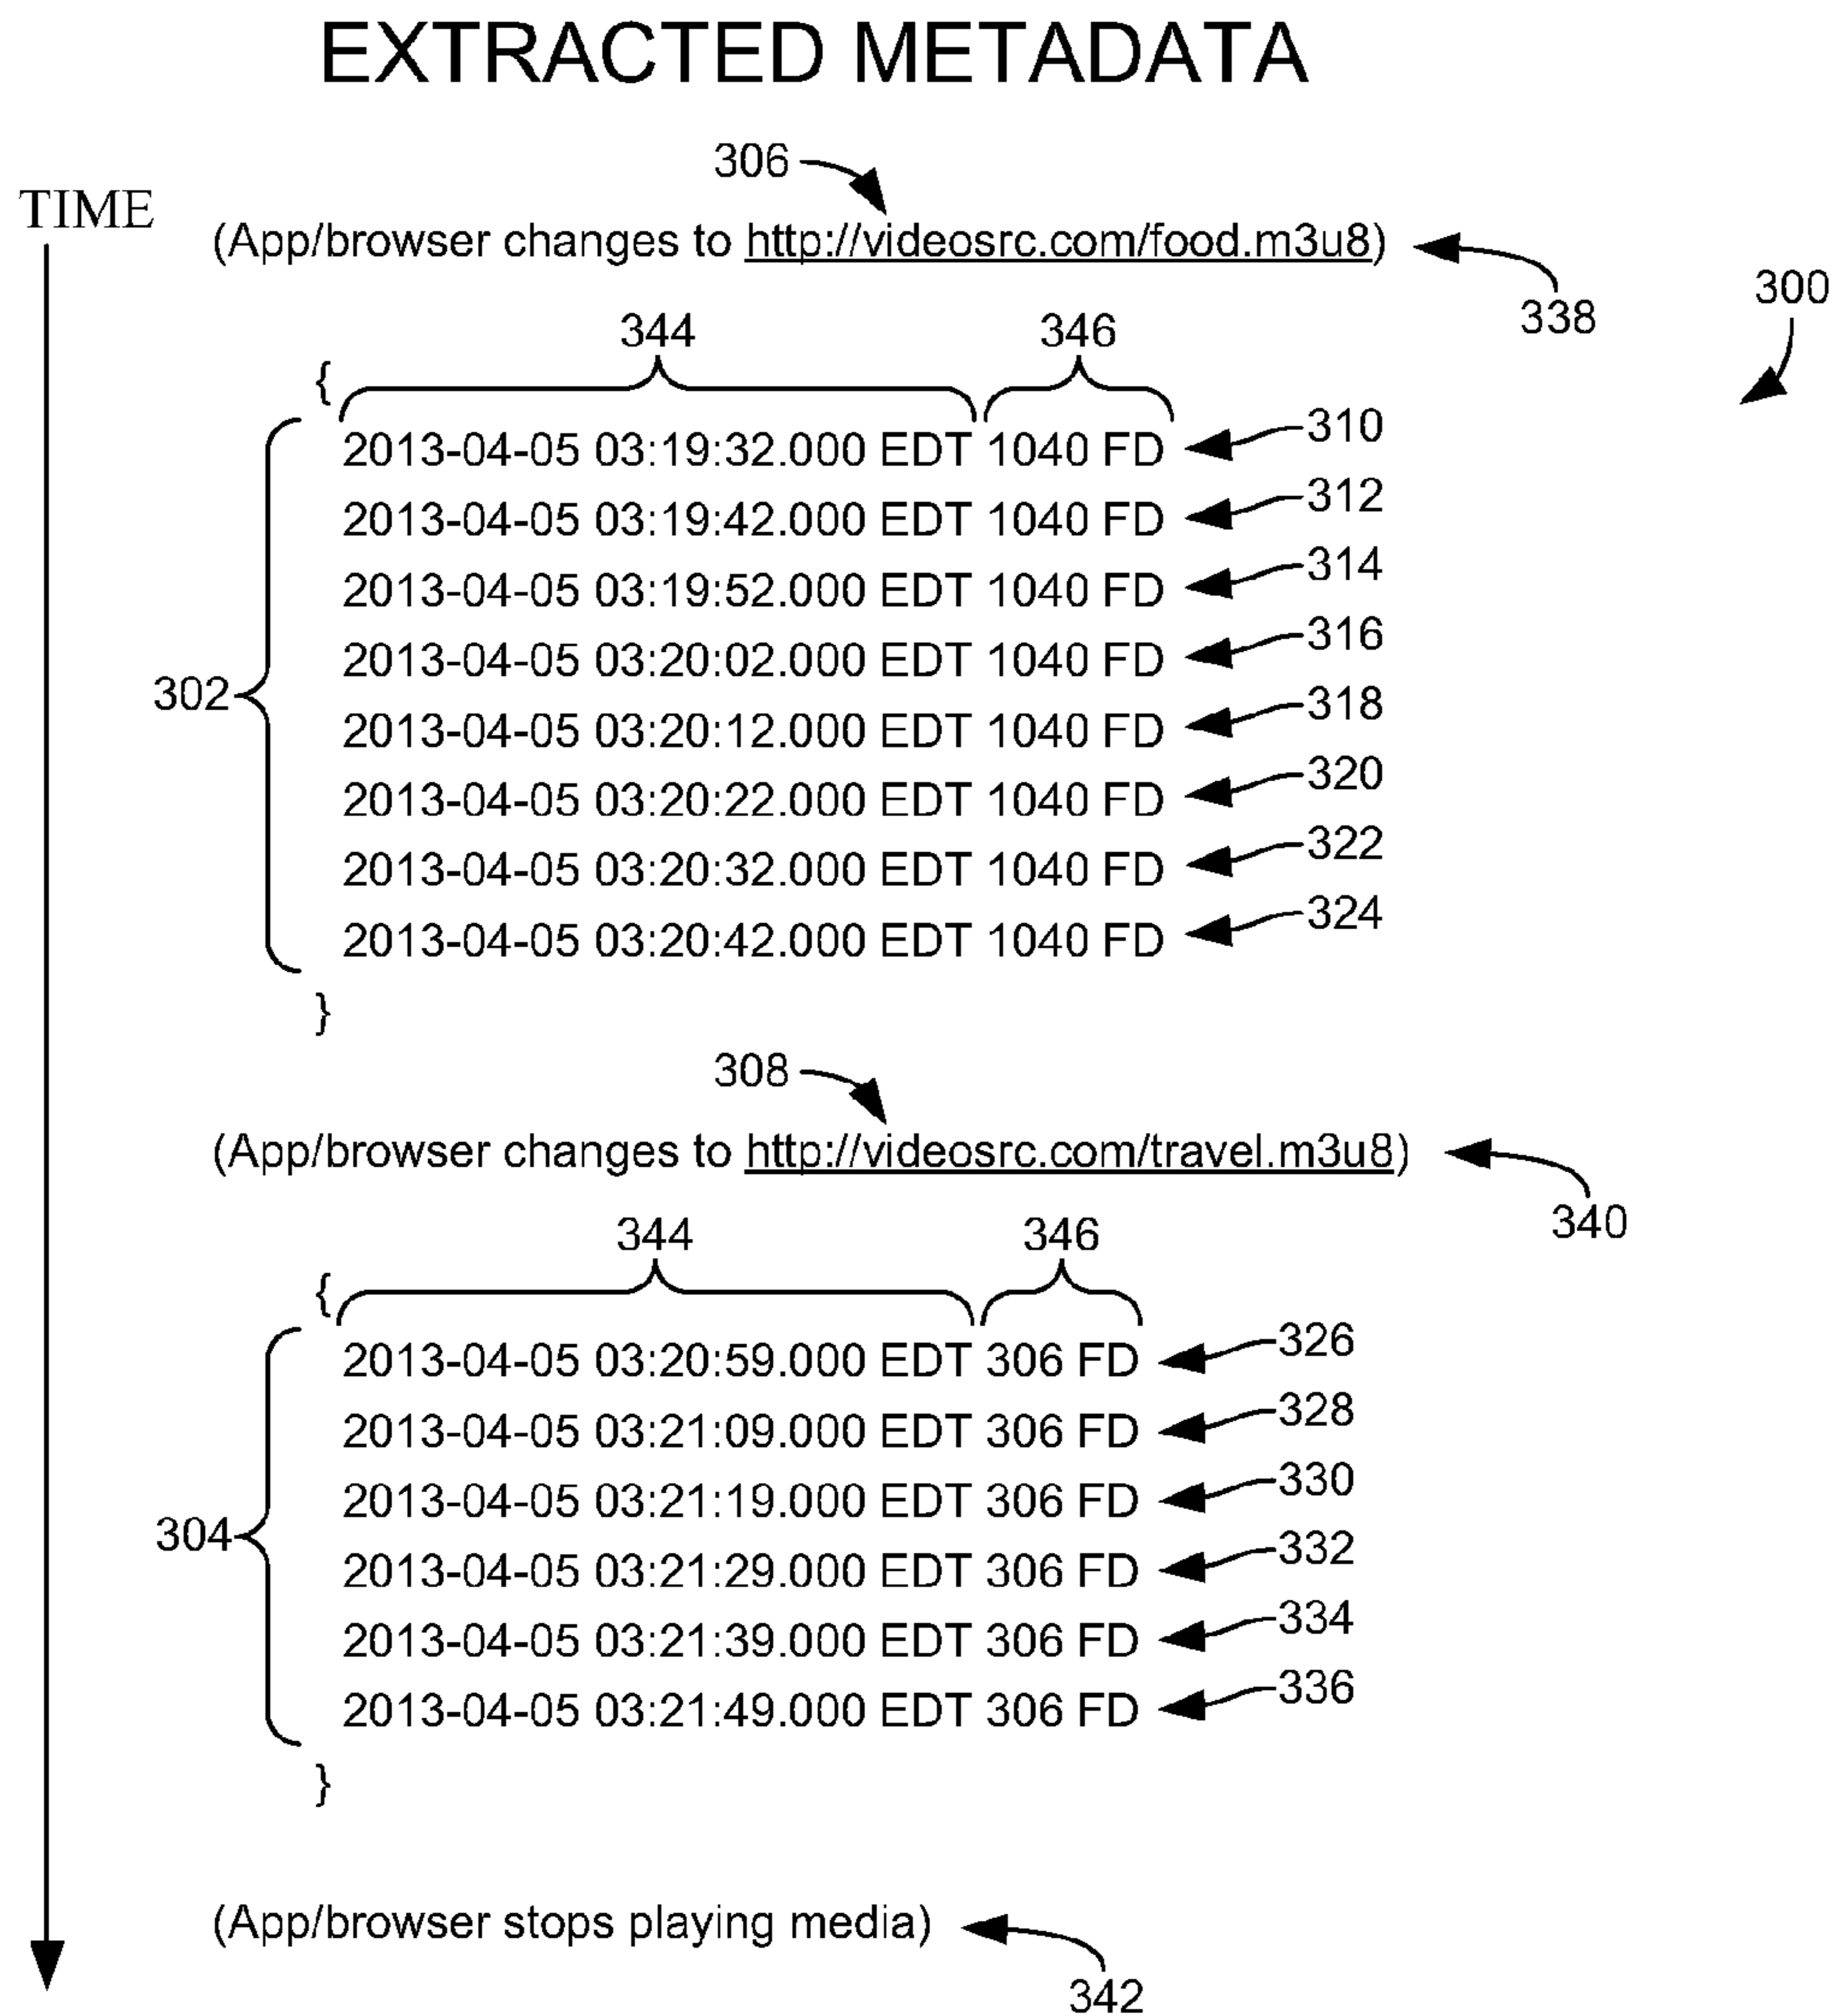 EXTRACTED METADATA
306
TIME
(App/browser changes to http://videosrc.com/food.m3u8)
338
300
344 346
{
2013-04-05 03:19:32.000 EDT 1040 FD 310
2013-04-05 03:19:42.000 EDT 1040 FD 312
2013-04-05 03:19:52.000 EDT 1040 FD 314
2013-04-05 03:20:02.000 EDT 1040 FD 316
302
2013-04-05 03:20:12.000 EDT 1040 FD 318
2013-04-05 03:20:22.000 EDT 1040 FD 320
2013-04-05 03:20:32.000 EDT 1040 FD 322
2013-04-05 03:20:42.000 EDT 1040 FD 324
}
308
(App/browser changes to http://videosrc.com/travel.m3u8)
340
344 346
{
2013-04-05 03:20:59.000 EDT 306 FD 326
2013-04-05 03:21:09.000 EDT 306 FD 328
2013-04-05 03:21:19.000 EDT 306 FD 330
304
2013-04-05 03:21:29.000 EDT 306 FD 332
2013-04-05 03:21:39.000 EDT 306 FD 334
2013-04-05 03:21:49.000 EDT 306 FD 336
}
(App/browser stops playing media)
342